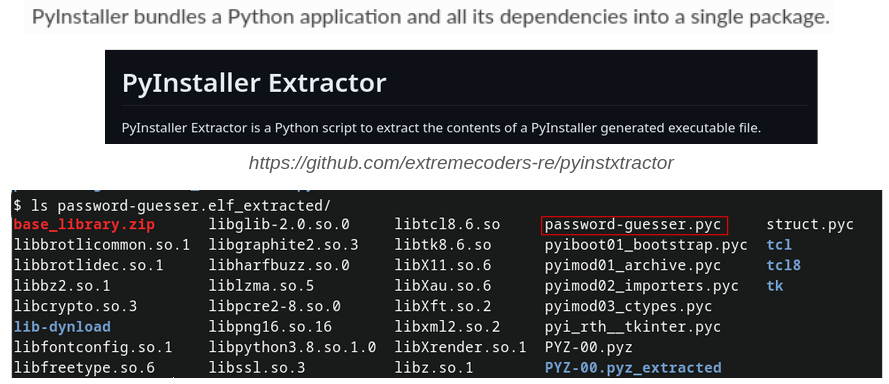 PyInstaller bundles a Python application and all its dependencies into a single package.
PyInstaller Extractor
PyInstaller Extractor is a Python script to extract the contents of a PyInstaller generated executable file.
https://github.com/extremecoders-re/pyinstxtractor
$ ls password-guesser.elf_extracted/
base_library.zip libglib-2.0.so.0 libtcl8.6.so password-guesser.pyc struct.pyc
libbrotlicommon.so.1 libgraphite2.so.3 libtk8.6.so pyiboot01_bootstrap.pyc tcl
libbrotlidec.so.1 libharfbuzz.so.0 libX11.so.6 pyimod01_archive.pyc tcl8
libbz2.so.1 liblzma.so.5 libXau.so.6 pyimod02_importers.pyc tk
libcrypto.so.3 libpcre2-8.so.0 libXft.so.2 pyimod03_ctypes.pyc
lib-dynload libpng16.so.16 libxml2.so.2 pyi_rth__tkinter.pyc
libfontconfig.so.1 libpython3.8.so.1.0 libXrender.so.1 PYZ-00.pyz
libfreetype.so.6 libssl.so.3 libz.so.1 PYZ-00.pyz_extracted